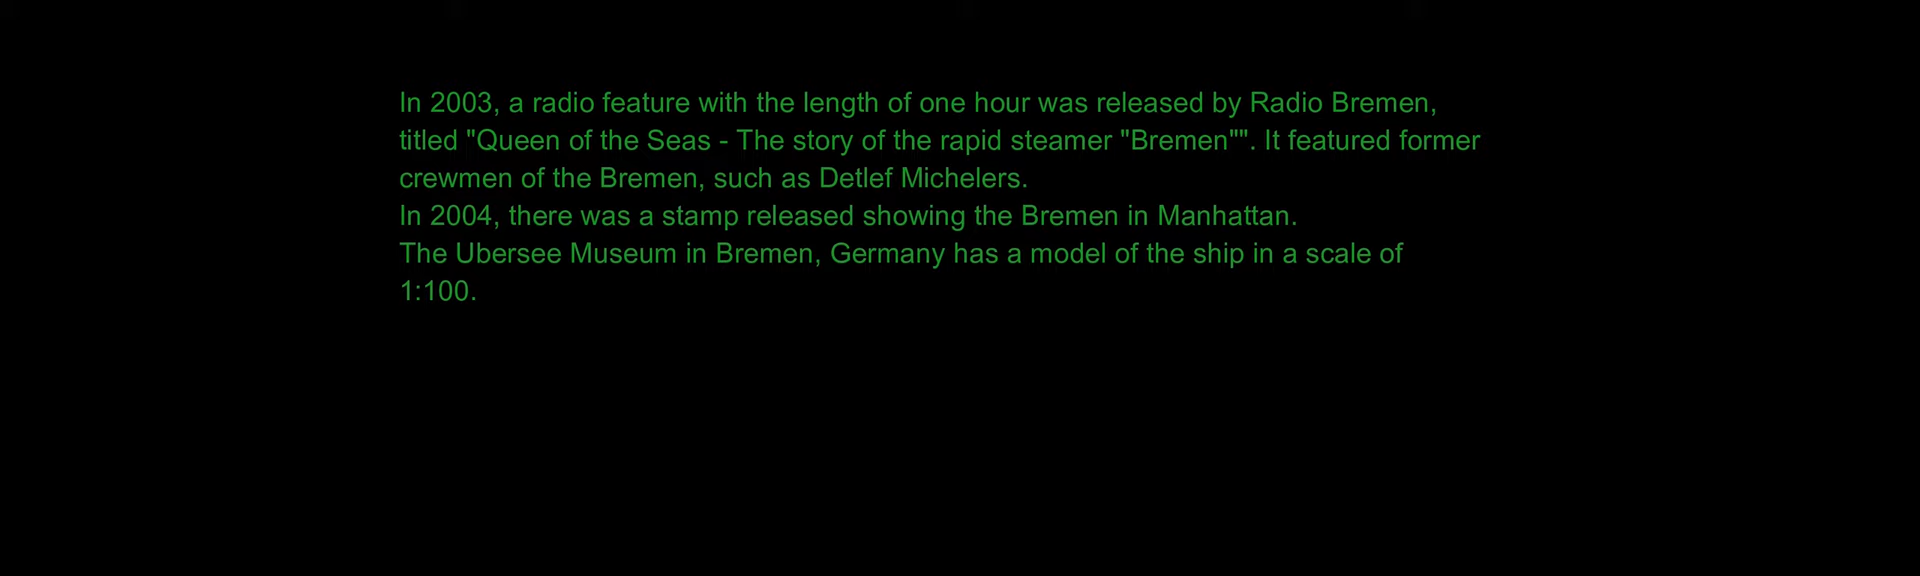 In 2003, a radio feature with the length of one hour was released by Radio Bremen,
titled "Queen of the Seas - The story of the rapid steamer "Bremen"". It featured former
crewmen of the Bremen, such as Detlef Michelers.
In 2004, there was a stamp released showing the Bremen in Manhattan.
The Ubersee Museum in Bremen, Germany has a model of the ship in a scale of
1:100.